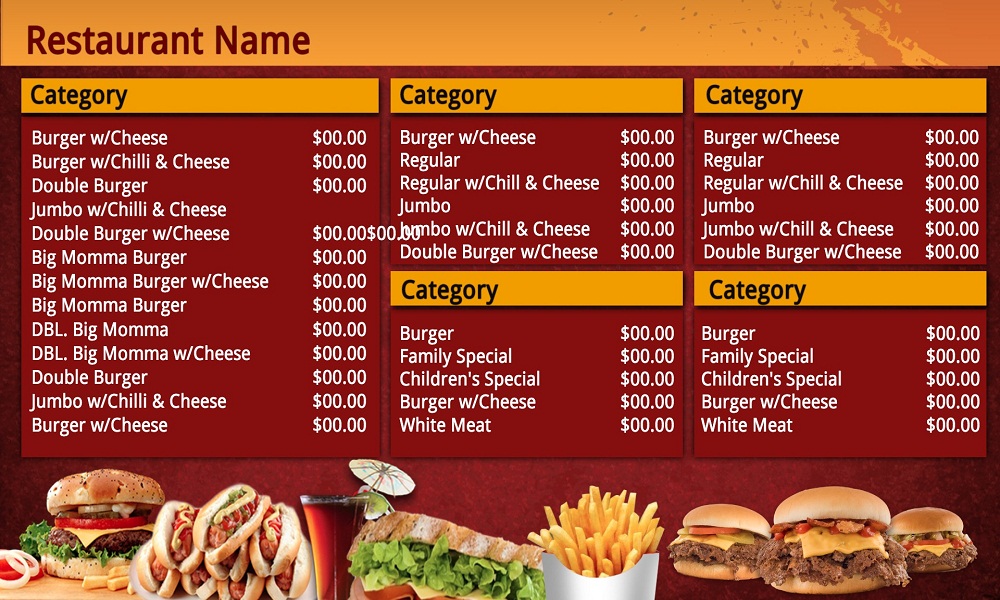 Restaurant Name
Category
Burger w/Cheese $00.00
Burger w/Chilli & Cheese $00.00
Double Burger $00.00
Jumbo w/Chilli & Cheese
Double Burger w/Cheese $00.00$00.00
Big Momma Burger $00.00
Big Momma Burger w/Cheese $00.00
Big Momma Burger $00.00
DBL. Big Momma $00.00
DBL. Big Momma w/Cheese $00.00
Double Burger $00.00
Jumbo w/Chilli & Cheese $00.00
Burger w/Cheese $00.00
Category
Burger w/Cheese $00.00
Regular $00.00
Regular w/Chill & Cheese $00.00
Jumbo $00.00
Jumbo w/Chill & Cheese $00.00
Double Burger w/Cheese $00.00
Category
Burger $00.00
Family Special $00.00
Children's Special $00.00
Burger w/Cheese $00.00
White Meat $00.00
Category
Burger w/Cheese $00.00
Regular $00.00
Regular w/Chill & Cheese $00.00
Jumbo $00.00
Jumbo w/Chill & Cheese $00.00
Double Burger w/Cheese $00.00
Category
Burger $00.00
Family Special $00.00
Children's Special $00.00
Burger w/Cheese $00.00
White Meat $00.00